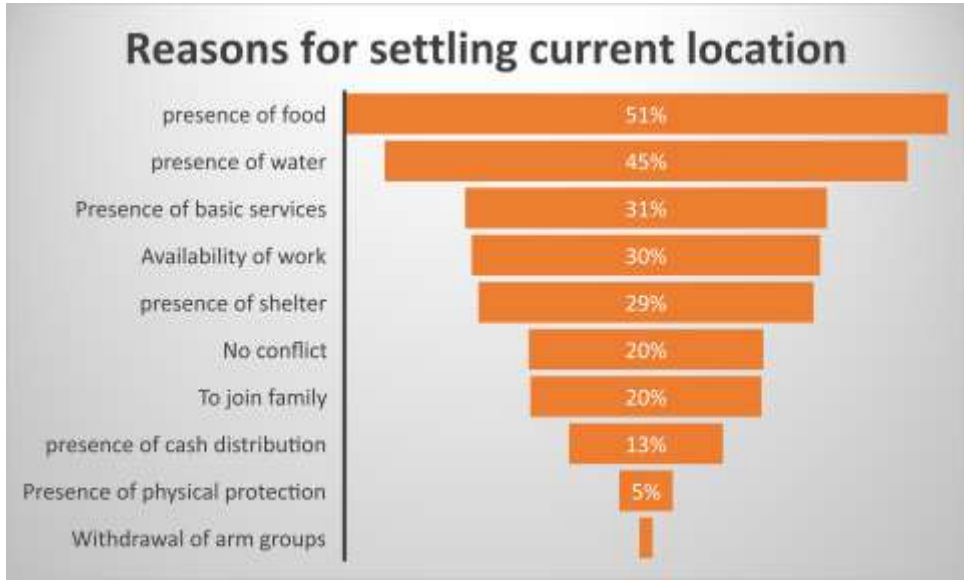 Reasons for settling current location
presence of food 51%
presence of water 45%
Presence of basic services 31%
Availability of work 30%
presence of shelter 29%
No conflict 20%
To join family 20%
presence of cash distribution 13%
Presence of physical protection 5%
Withdrawal of arm groups